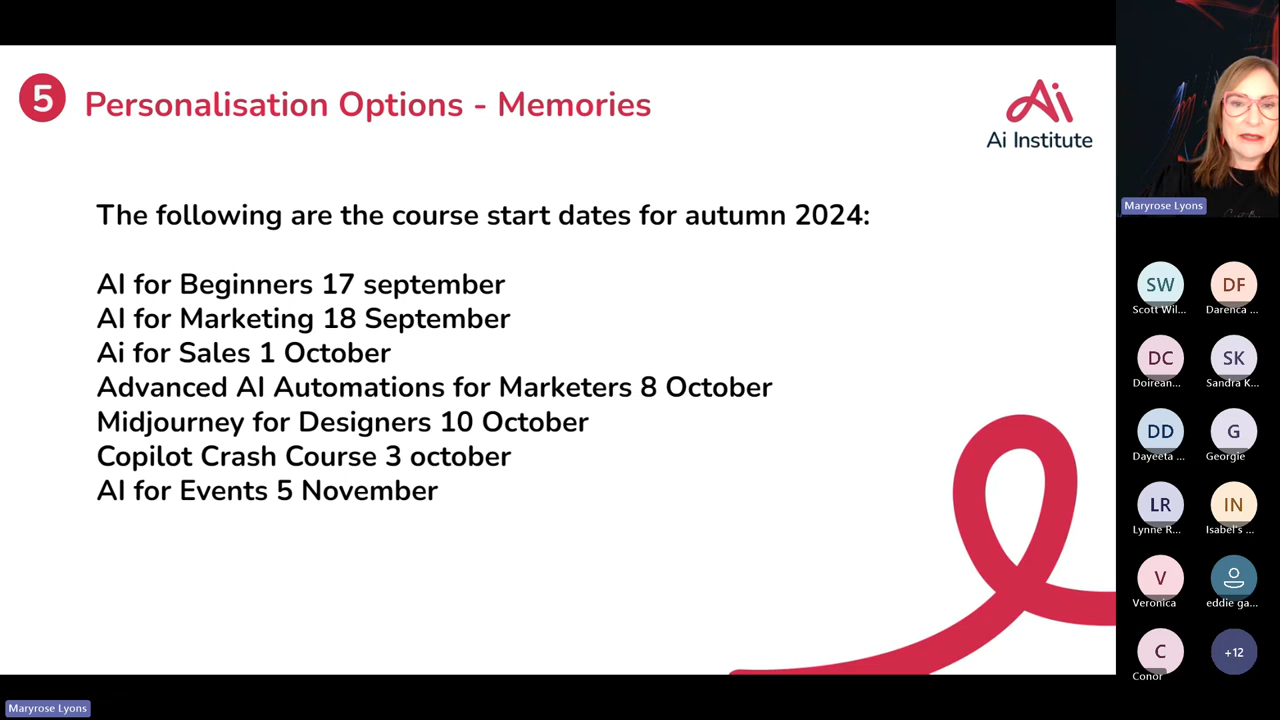 5
Personalisation Options - Memories
Ai
Ai Institute
The following are the course start dates for autumn 2024:
AI for Beginners 17 september
AI for Marketing 18 September
Ai for Sales 1 October
Advanced AI Automations for Marketers 8 October
Midjourney for Designers 10 October
Copilot Crash Course 3 october
AI for Events 5 November
Maryrose Lyons
SW
DF
Scott Wil...
Darenca ...
DC
SK
Doirean...
Sandra K...
DD
G
Dayeeta ...
Georgie
LR
IN
Lynne R...
Isabel's ...
V
Veronica
eddie ga...
C
+12
Conor
Maryrose Lyons